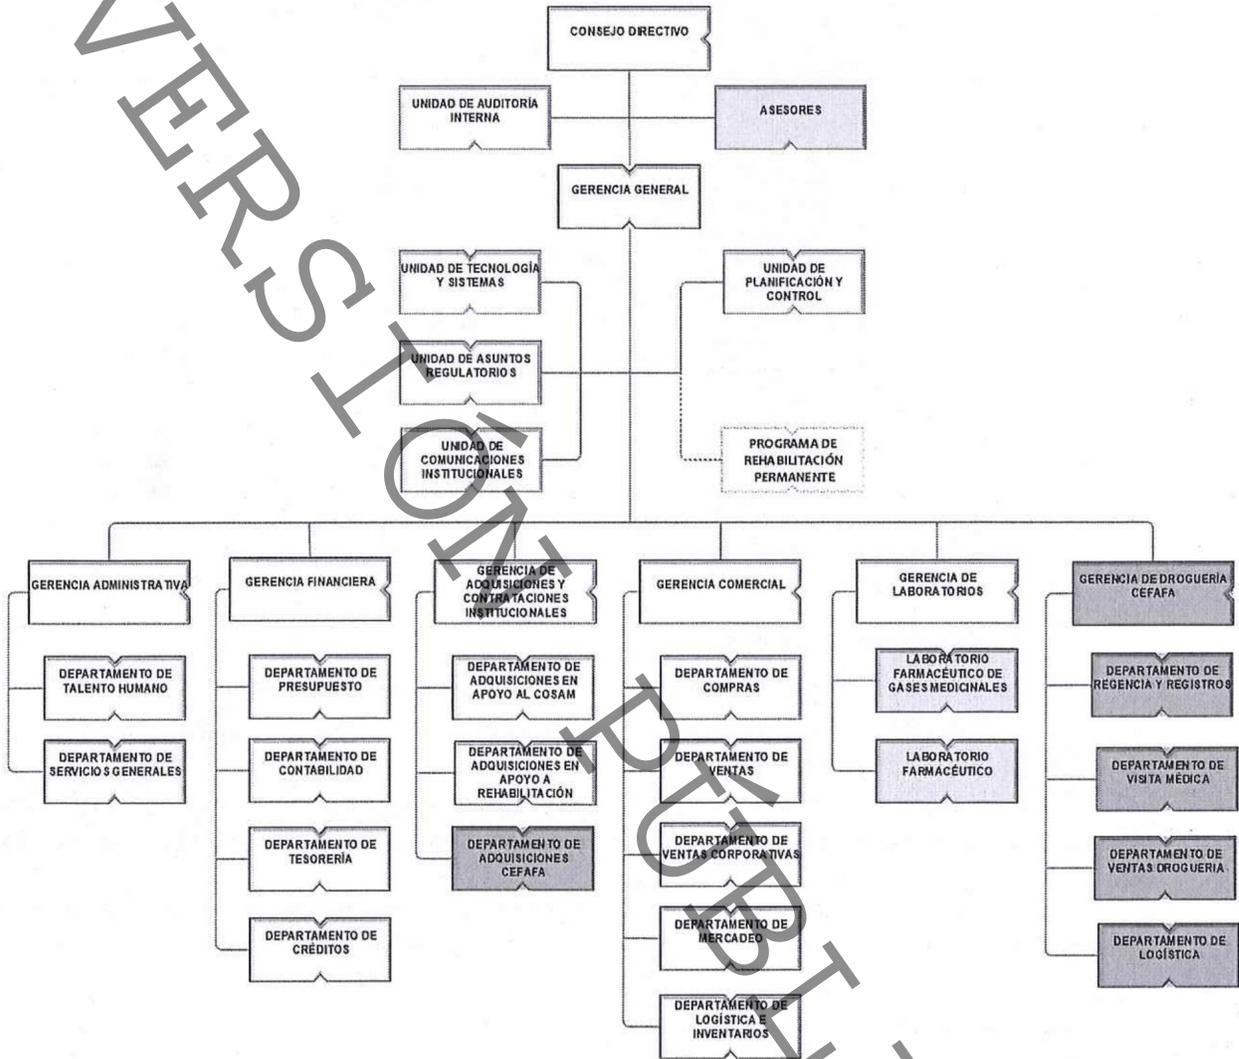 CONSEJO DIRECTIVO
UNIDAD DE AUDITORÍA
INTERNA
ASESORES
GERENCIA GENERAL
UNIDAD DE TECNOLOGÍA
Y SISTEMAS
UNIDAD DE
PLANIFICACIÓN Y
CONTROL
UNIDAD DE ASUNTOS
REGULATORIOS
UNIDAD DE
COMUNICACIONES
INSTITUCIONALES
PROGRAMA DE
REHABILITACIÓN
PERMANENTE
GERENCIA ADMINISTRATIVA
DEPARTAMENTO DE
TALENTO HUMANO
DEPARTAMENTO DE
SERVICIOS GENERALES
GERENCIA FINANCIERA
DEPARTAMENTO DE
PRESUPUESTO
DEPARTAMENTO DE
CONTABILIDAD
DEPARTAMENTO DE
TESORERÍA
DEPARTAMENTO DE
CRÉDITOS
GERENCIA DE
ADQUISICIONES Y
CONTRATACIONES
INSTITUCIONALES
DEPARTAMENTO DE
ADQUISICIONES EN
APOYO AL COSAM
DEPARTAMENTO DE
ADQUISICIONES EN
APOYO A
REHABILITACIÓN
DEPARTAMENTO DE
ADQUISICIONES
CEFAFA
GERENCIA COMERCIAL
DEPARTAMENTO DE
COMPRAS
DEPARTAMENTO DE
VENTAS
DEPARTAMENTO DE
VENTAS CORPORATIVAS
DEPARTAMENTO DE
MERCADEO
DEPARTAMENTO DE
LOGÍSTICA E
INVENTARIOS
GERENCIA DE
LABORATORIOS
LABORATORIO
FARMACÉUTICO DE
GASES MEDICINALES
LABORATORIO
FARMACÉUTICO
GERENCIA DE DROGUERÍA
CEFAFA
DEPARTAMENTO DE
REGENCIA Y REGISTROS
DEPARTAMENTO DE
VISITA MÉDICA
DEPARTAMENTO DE
VENTAS DROGUERIA
DEPARTAMENTO DE
LOGÍSTICA
VERSIÓN PÚBLI